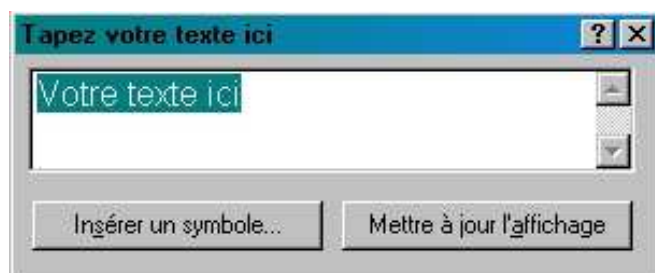 Tapez votre texte ici
Votre texte ici
Insérer un symbole... Mettre à jour l'affichage